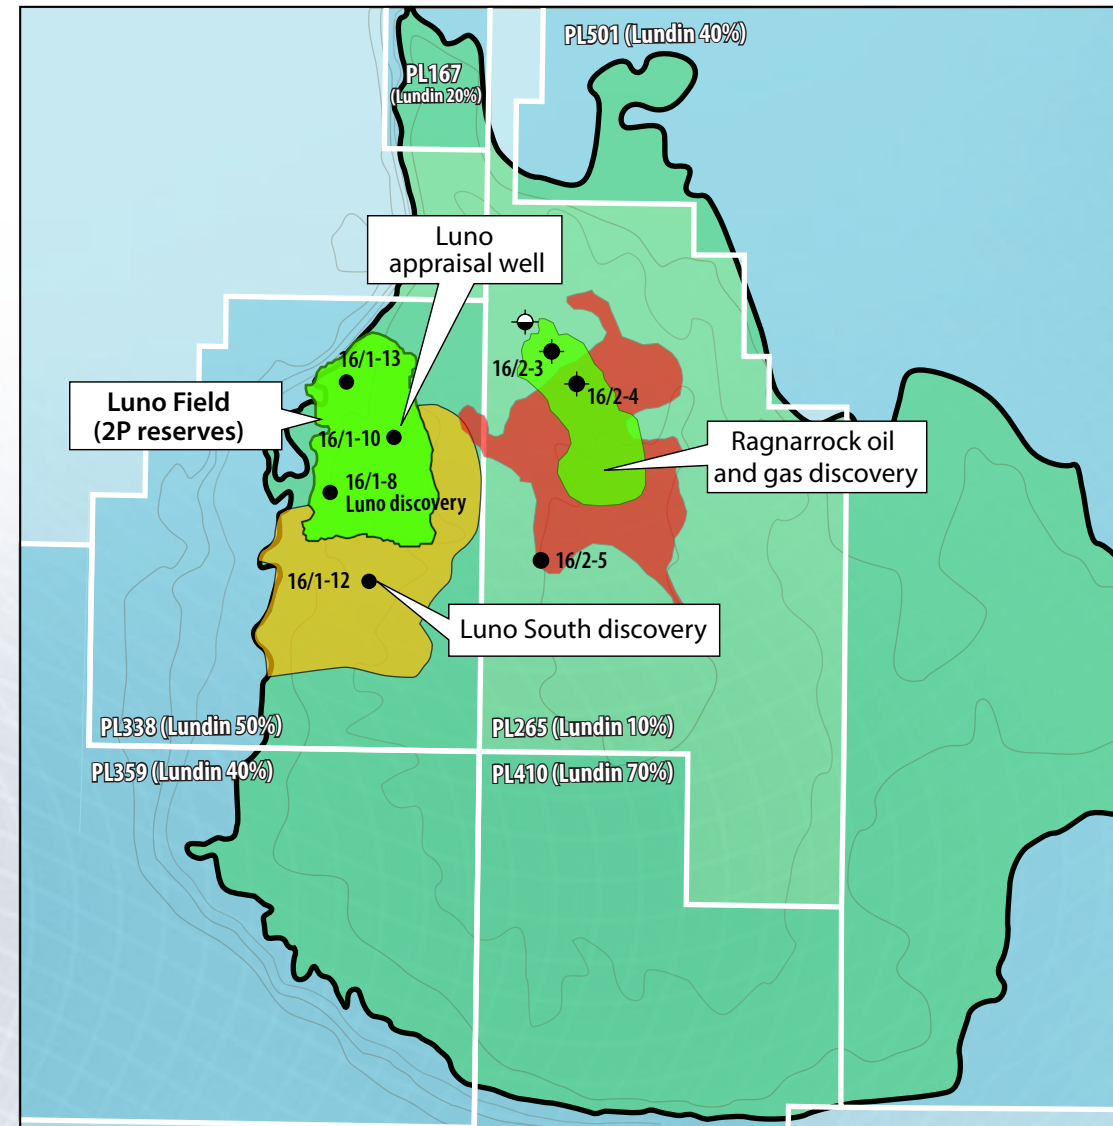 PL501 (Lundin 40%)
PL167
(Lundin 20%)
Luno
appraisal well
16/1-13
16/2-3
16/2-4
Luno Field
(2P reserves)
16/1-10
Ragnarrock oil
and gas discovery
16/1-8
Luno discovery
16/2-5
16/1-12
Luno South discovery
PL338 (Lundin 50%)
PL265 (Lundin 10%)
PL359 (Lundin 40%)
PL410 (Lundin 70%)